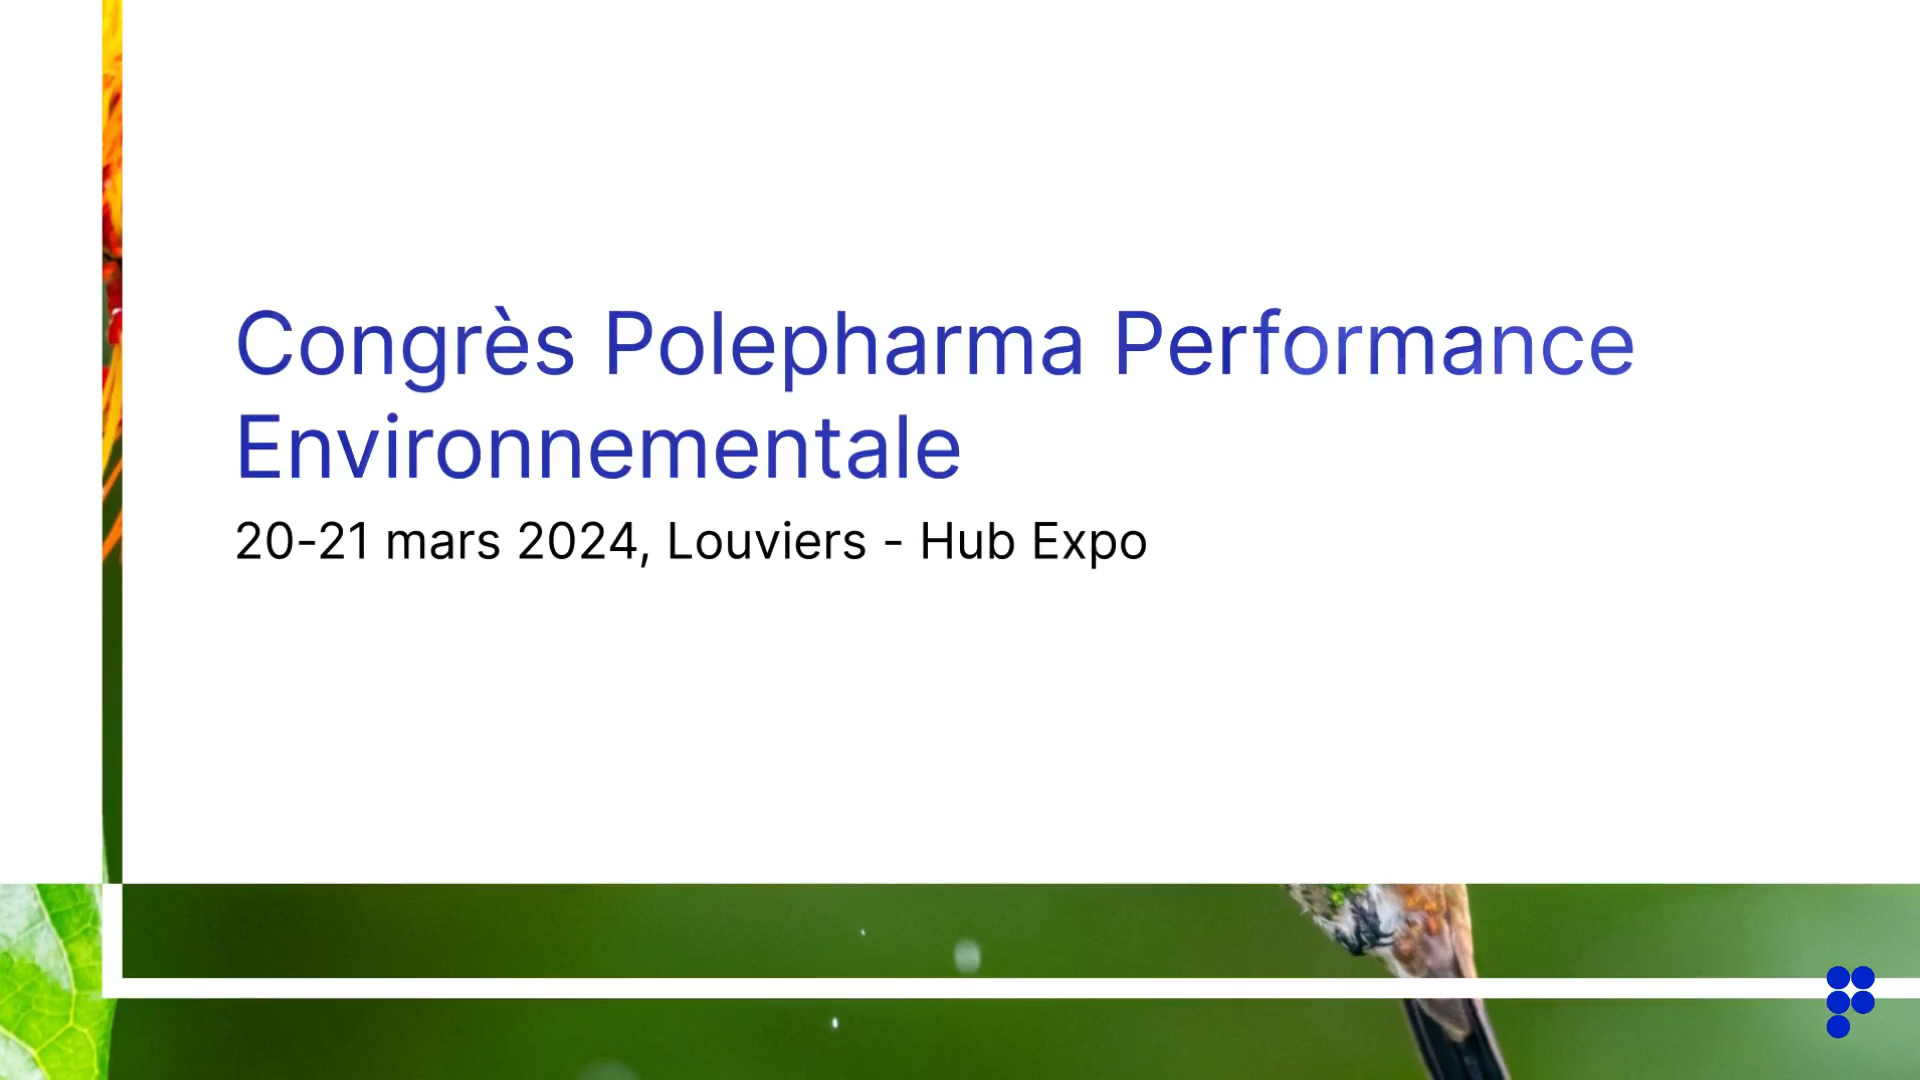 Congrès Polepharma Performance
Environnementale
20-21 mars 2024, Louviers - Hub Expo